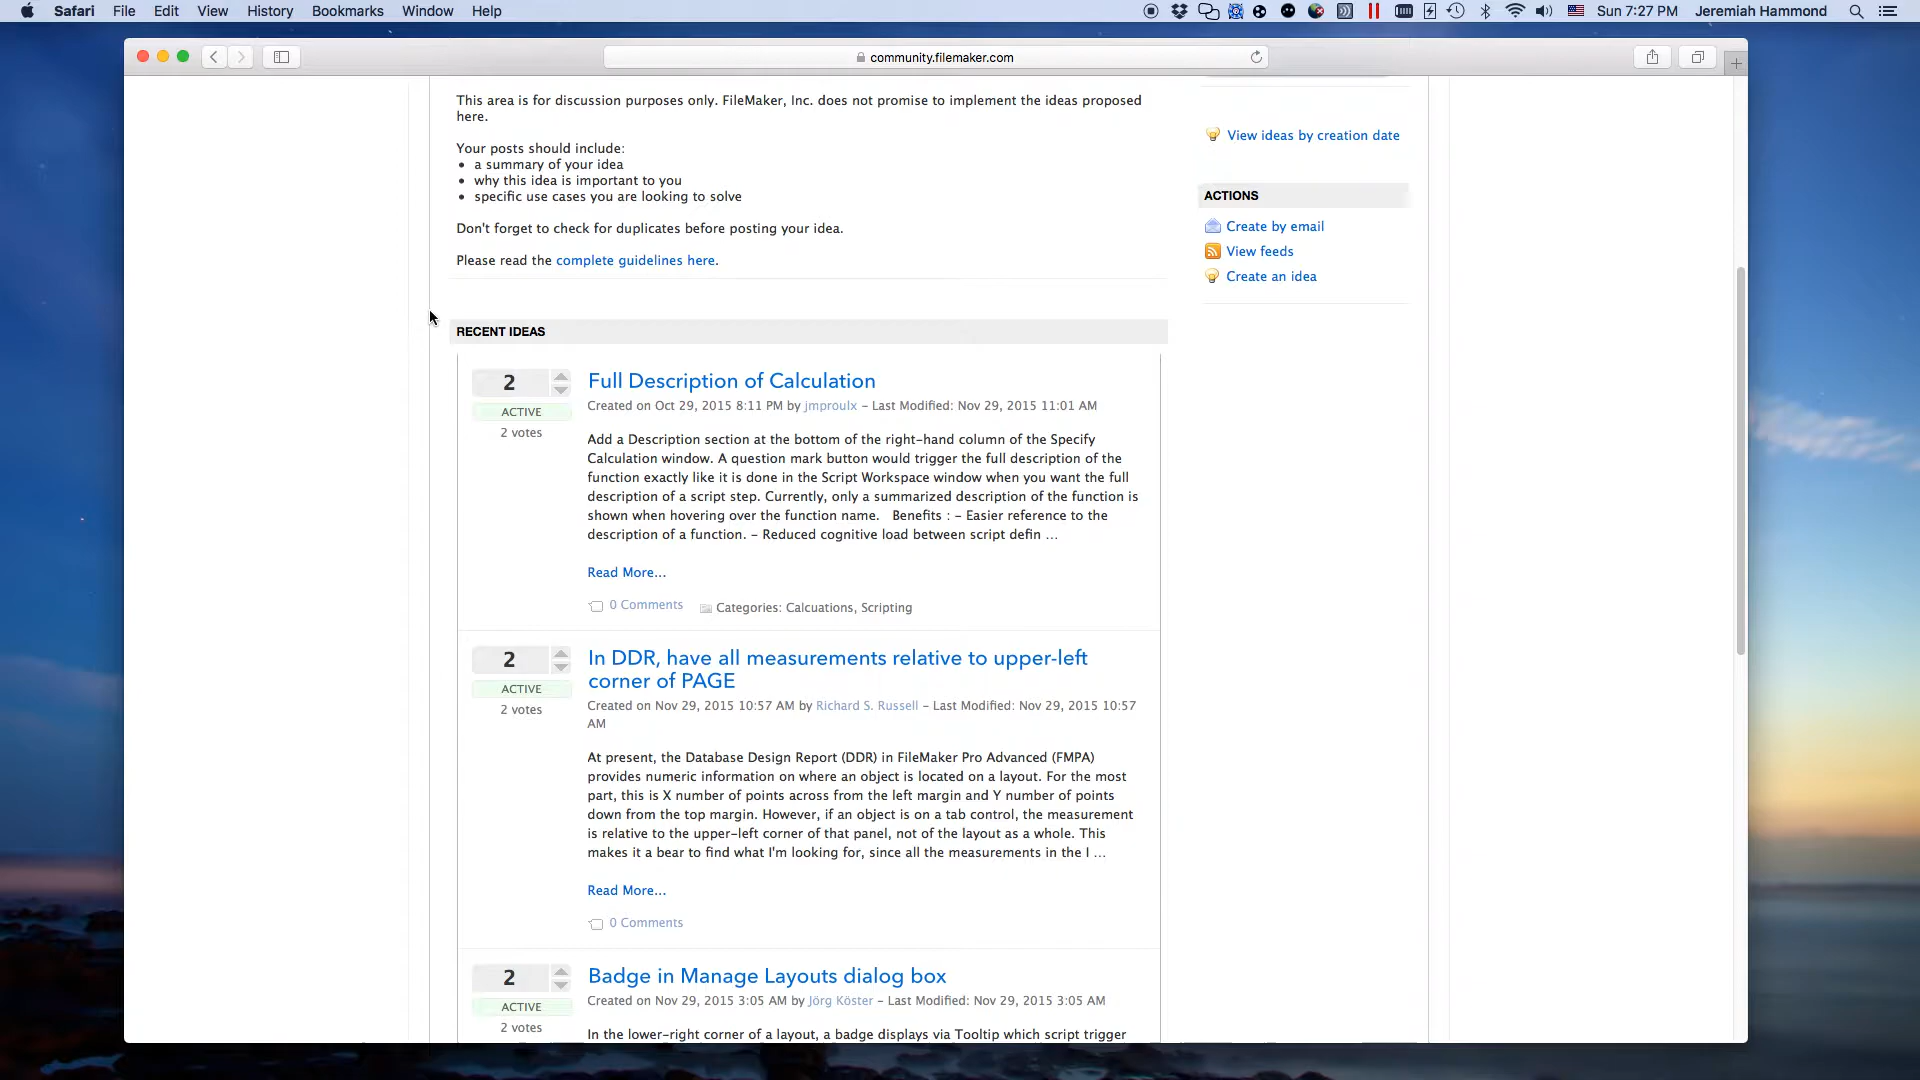 Safari File Edit View History Bookmarks Window Help Sun 7:27 PM Jeremiah Hammond
community.filemaker.com
This area is for discussion purposes only. FileMaker, Inc. does not promise to implement the ideas proposed
here.
Your posts should include:
• a summary of your idea
• why this idea is important to you
• specific use cases you are looking to solve
Don't forget to check for duplicates before posting your idea.
Please read the complete guidelines here.
View ideas by creation date
ACTIONS
Create by email
View feeds
Create an idea
RECENT IDEAS
2
ACTIVE
2 votes
Full Description of Calculation
Created on Oct 29, 2015 8:11 PM by jmproulx – Last Modified: Nov 29, 2015 11:01 AM
Add a Description section at the bottom of the right-hand column of the Specify
Calculation window. A question mark button would trigger the full description of the
function exactly like it is done in the Script Workspace window when you want the full
description of a script step. Currently, only a summarized description of the function is
shown when hovering over the function name.   Benefits : – Easier reference to the
description of a function. – Reduced cognitive load between script defin ...
Read More...
0 Comments Categories: Calcuations, Scripting
2
ACTIVE
2 votes
In DDR, have all measurements relative to upper-left
corner of PAGE
Created on Nov 29, 2015 10:57 AM by Richard S. Russell – Last Modified: Nov 29, 2015 10:57
AM
At present, the Database Design Report (DDR) in FileMaker Pro Advanced (FMPA)
provides numeric information on where an object is located on a layout. For the most
part, this is X number of points across from the left margin and Y number of points
down from the top margin. However, if an object is on a tab control, the measurement
is relative to the upper-left corner of that panel, not of the layout as a whole. This
makes it a bear to find what I'm looking for, since all the measurements in the l ...
Read More...
0 Comments
2
ACTIVE
2 votes
Badge in Manage Layouts dialog box
Created on Nov 29, 2015 3:05 AM by Jörg Köster – Last Modified: Nov 29, 2015 3:05 AM
In the lower-right corner of a layout, a badge displays via Tooltip which script trigger